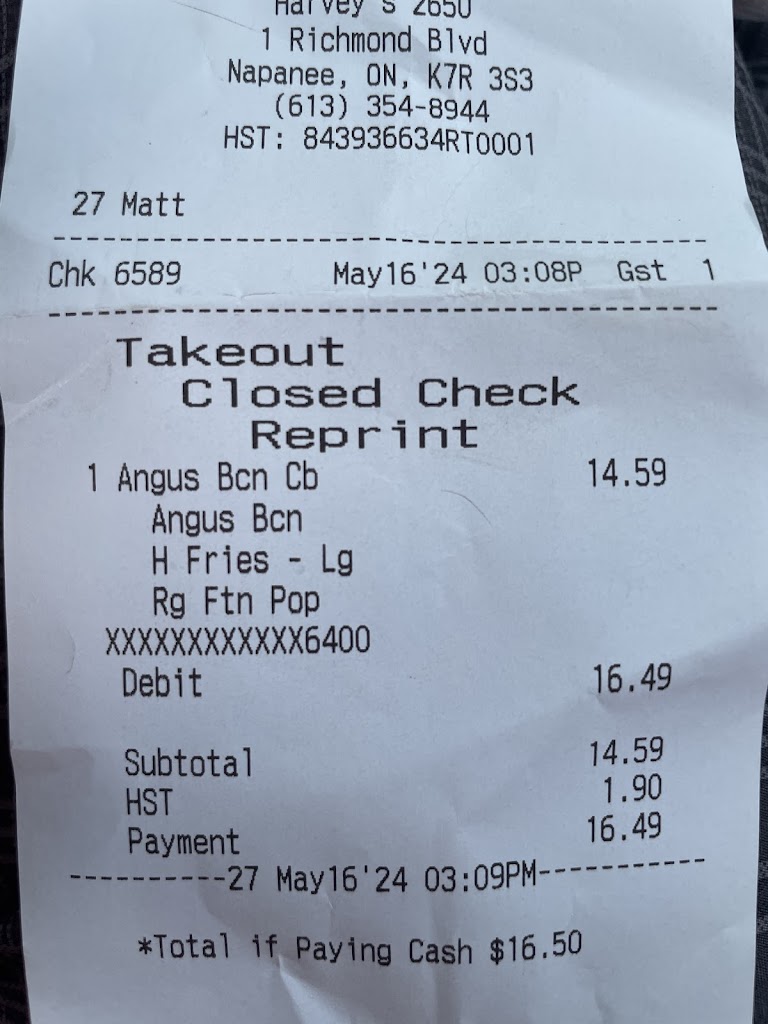 Harvey's 2650
1 Richmond Blvd
Napanee, ON, K7R 3S3
(613) 354-8944
HST: 843936634RT0001
27 Matt
Chk 6589 May16'24 03:08P Gst 1
Takeout
Closed Check
Reprint
1 Angus Bcn Cb 14.59
Angus Bcn
H Fries - Lg
Rg Ftn Pop
XXXXXXXXXXXX6400
Debit 16.49
Subtotal 14.59
HST 1.90
Payment 16.49
----------27 May16'24 03:09PM-----------
*Total if Paying Cash $16.50